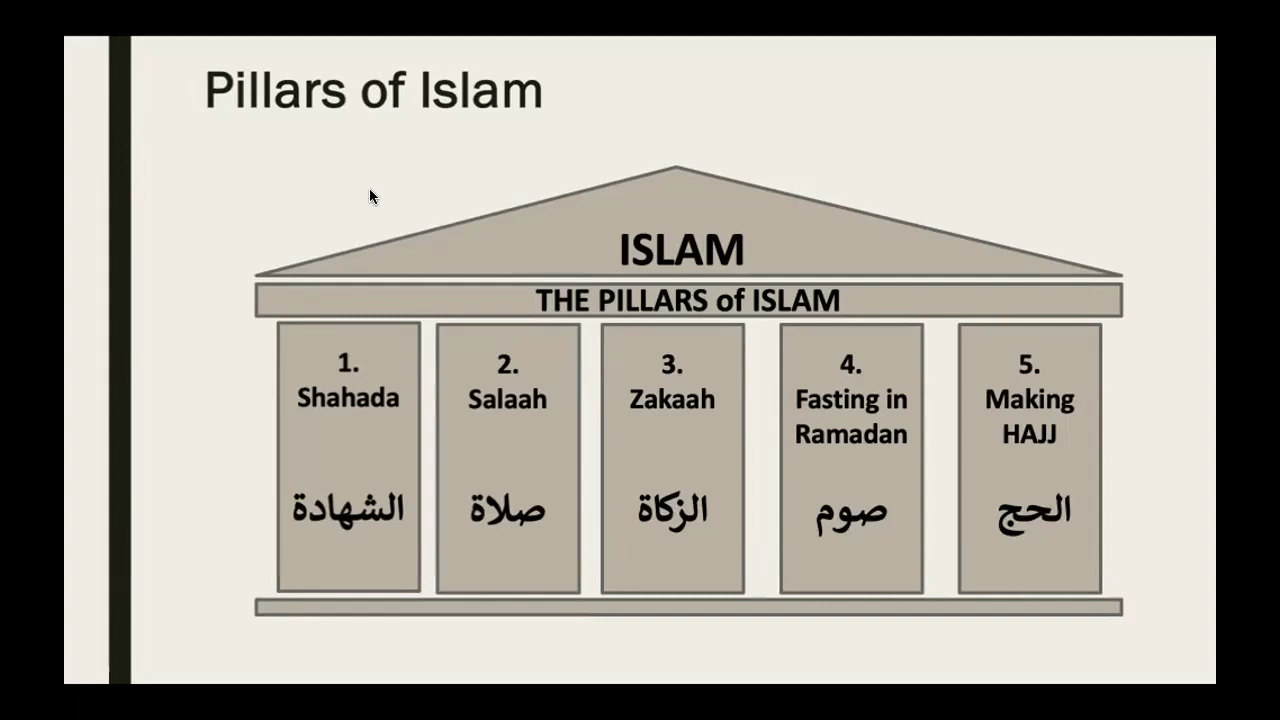 Pillars of Islam
ISLAM
THE PILLARS of ISLAM
1.
Shahada
الشهادة
2.
Salaah
صلاة
3.
Zakaah
الزكاة
4.
Fasting in
Ramadan
صوم
5.
Making
HAJJ
الحج